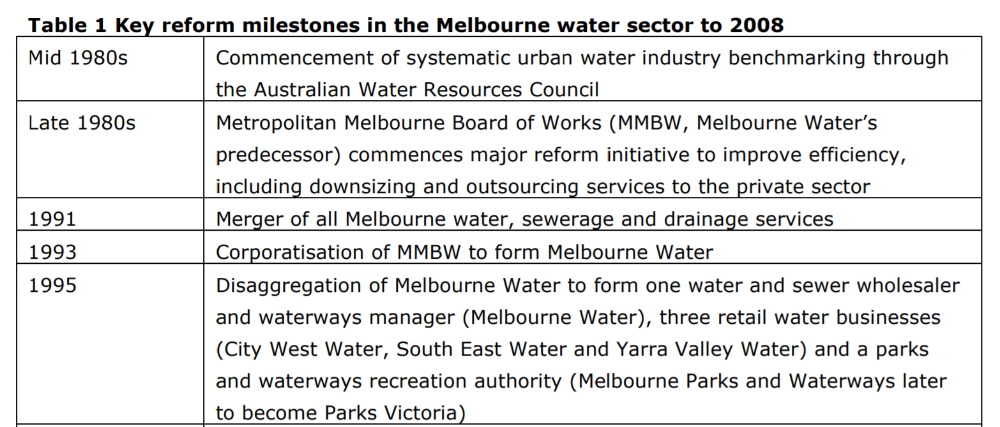 Table 1 Key reform milestones in the Melbourne water sector to 2008
Mid 1980s
Commencement of systematic urban water industry benchmarking through
the Australian Water Resources Council
Late 1980s
Metropolitan Melbourne Board of Works (MMBW, Melbourne Water’s
predecessor) commences major reform initiative to improve efficiency,
including downsizing and outsourcing services to the private sector
1991
Merger of all Melbourne water, sewerage and drainage services
1993
Corporatisation of MMBW to form Melbourne Water
1995
Disaggregation of Melbourne Water to form one water and sewer wholesaler
and waterways manager (Melbourne Water), three retail water businesses
(City West Water, South East Water and Yarra Valley Water) and a parks
and waterways recreation authority (Melbourne Parks and Waterways later
to become Parks Victoria)